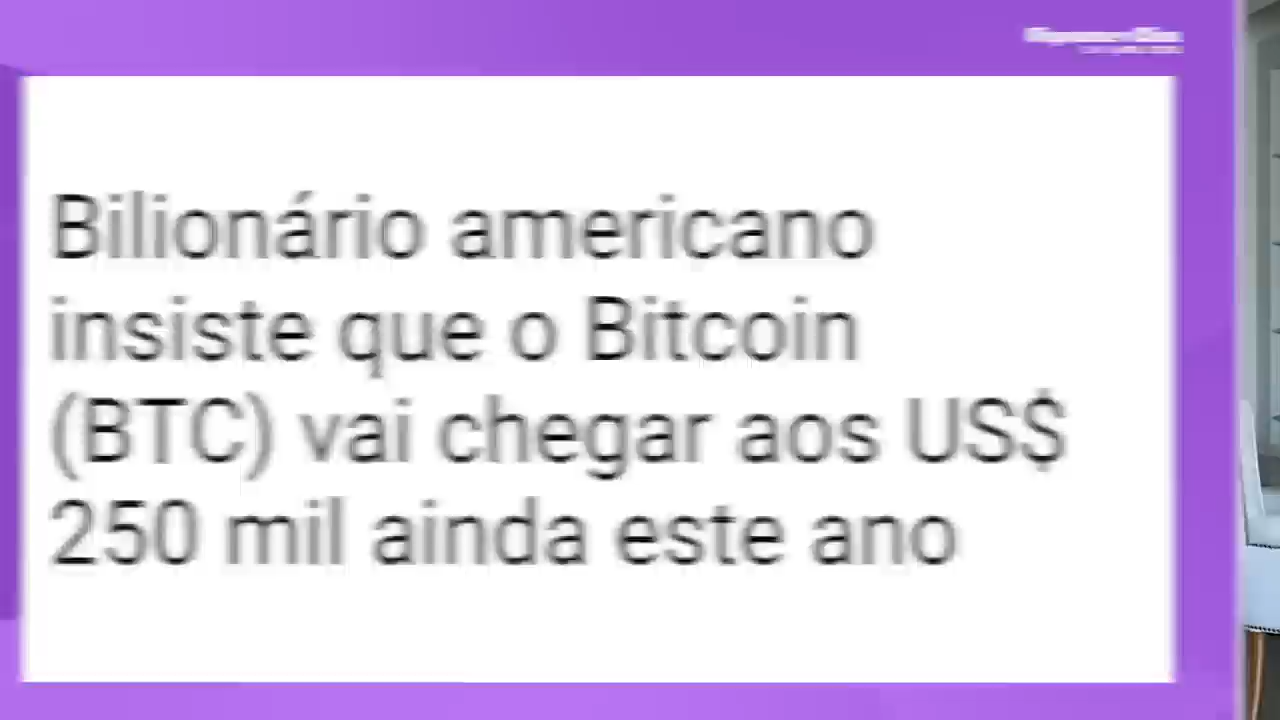 Bilionário americano
insiste que o Bitcoin
(BTC) vai chegar aos US$
250 mil ainda este ano